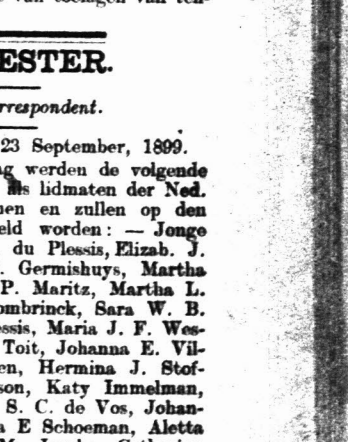 ESTER.
rrespondent.
23 September, 1899.
ag werden de volgende
als lidmaten der Ned.
nen en zullen op den
eld worden: — Jonge
du Plessis, Elizab. J.
. Germishuys, Martha
P. Maritz, Martha L.
ombrinck, Sara W. B.
essis, Maria J. F. Wes-
Toit, Johanna E. Vil-
en, Hermina J. Stof-
son, Katy Immelman,
S. C. de Vos, Johan-
a E Schoeman, Aletta